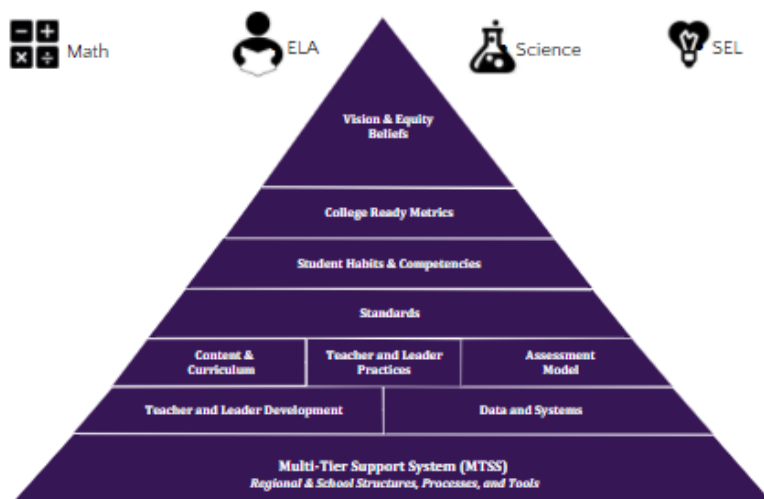 Math
ELA
Science
SEL
Vision & Equity
Beliefs
College Ready Metrics
Student Habits & Competencies
Standards
Content &
Curriculum
Teacher and Leader
Practices
Assessment
Model
Teacher and Leader Development
Data and Systems
Multi-Tier Support System (MTSS)
Regional & School Structures, Processes, and Tools